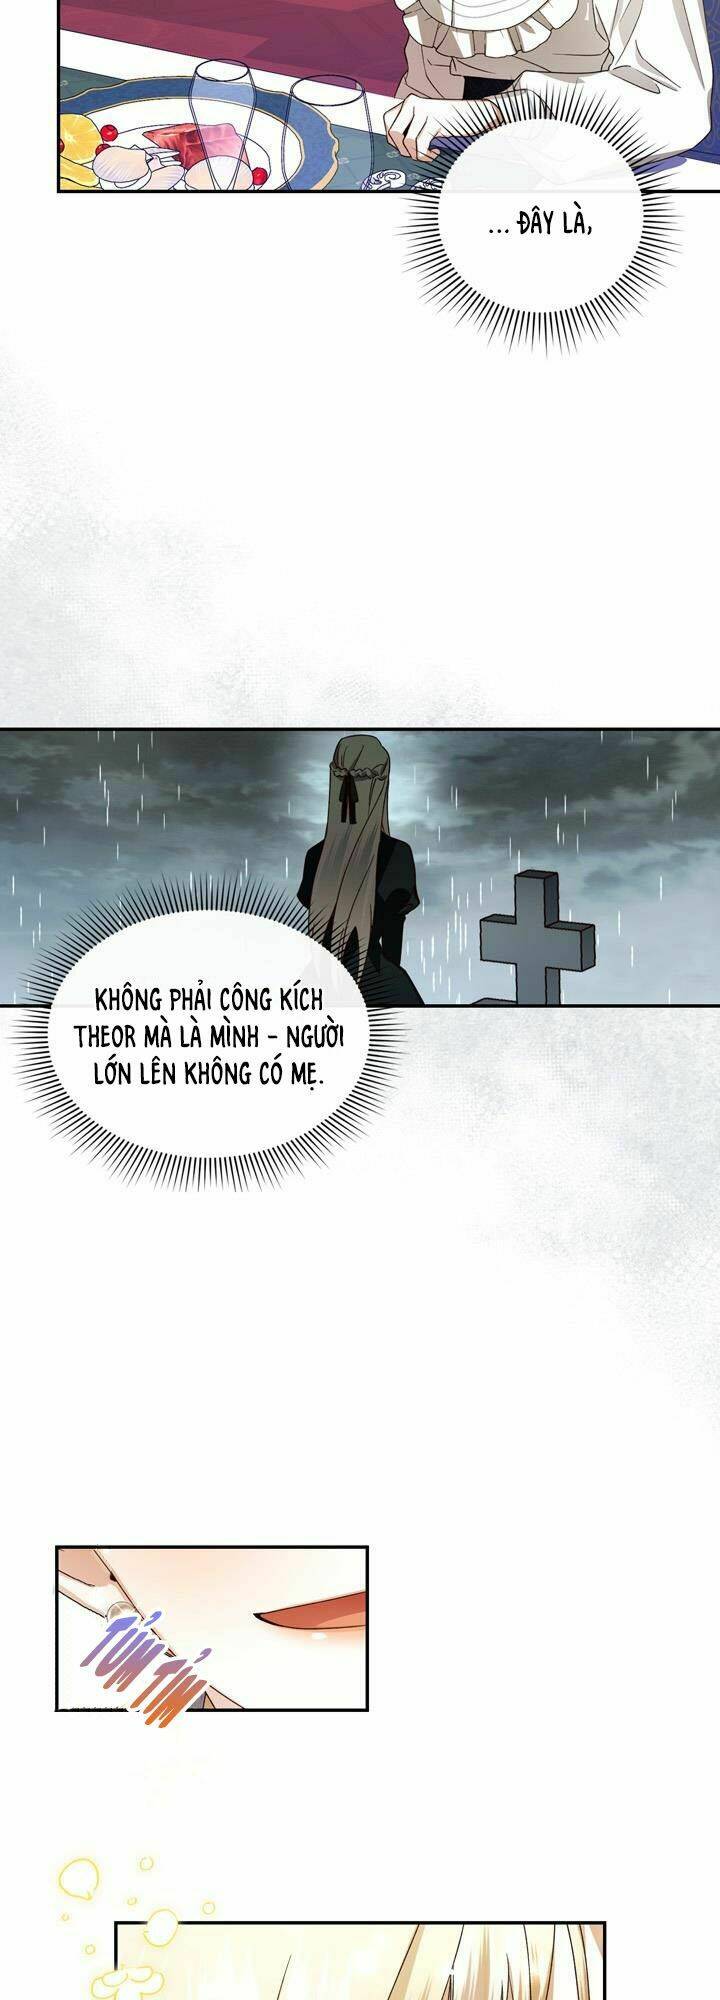 ... ĐÂY LÀ,
KHÔNG PHẢI CÔNG KÍCH
THEOR MÀ LÀ MÌNH - NGƯỜI
LỚN LÊN KHÔNG CÓ MẸ.
TỦM TỈM